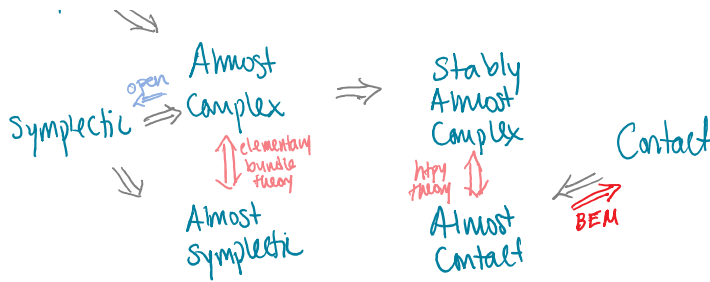 Almost
Complex
open
Symplectic
elementary
bundle
theory
Almost
Symplectic
Stably
Almost
Complex
htpy
theory
Almost
Contact
Contact
BEM